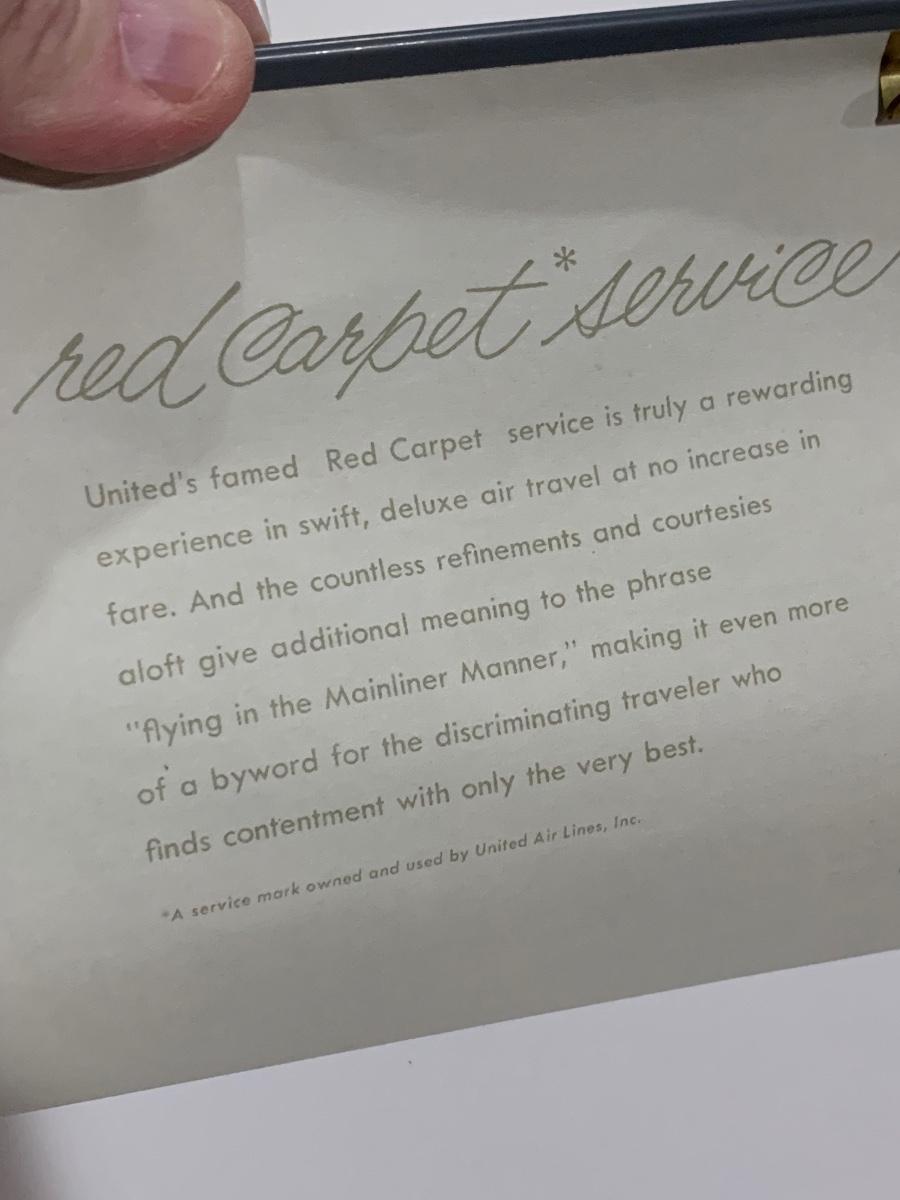 red carpet* service
United's famed Red Carpet service is truly a rewarding
experience in swift, deluxe air travel at no increase in
fare. And the countless refinements and courtesies
aloft give additional meaning to the phrase
"flying in the Mainliner Manner," making it even more
of a byword for the discriminating traveler who
finds contentment with only the very best.
*A service mark owned and used by United Air Lines, Inc.